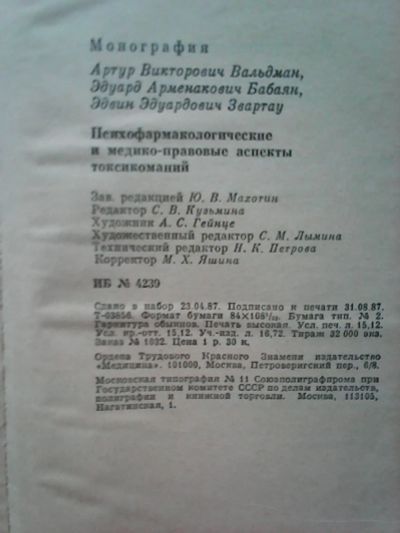 Монография
Артур Викторович Вальдман,
Эдуард Арменакович Бабаян,
Эдвин Эдуардович Звартау
Психофармакологические
и медико-правовые аспекты
токсикоманий
Зав. редакцией Ю. В. Махотин
Редактор С. В. Кузьмина
Художник А. С. Гейнце
Художественный редактор С. М. Лымина
Технический редактор Н. К. Петрова
Корректор М. Х. Яшина
ИБ № 4239
Сдано в набор 23.04.87. Подписано к печати 31.08.87.
Т-03856. Формат бумаги 84×108¹/₃₂. Бумага тип. № 2.
Гарнитура обыкнов. Печать высокая. Усл. печ. л. 15,12.
Усл. кр.-отт. 15,12. Уч.-изд. л. 16,72. Тираж 32 000 экз.
Заказ № 1032. Цена 1 р. 30 к.
Ордена Трудового Красного Знамени издательство
«Медицина». 101000, Москва, Петроверигский пер., 6/8.
Московская типография № 11 Союзполиграфпрома при
Государственном комитете СССР по делам издательств,
полиграфии и книжной торговли. Москва, 113105,
Нагатинская, 1.